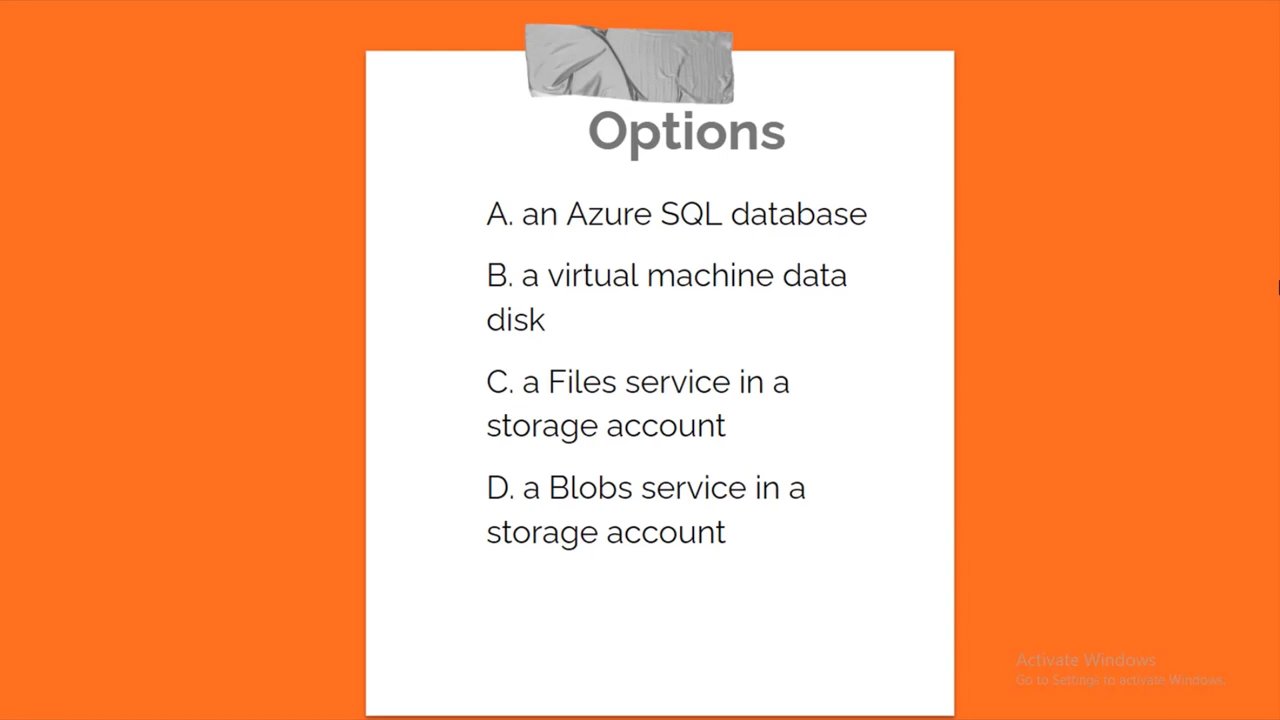 Options
A. an Azure SQL database
B. a virtual machine data
disk
C. a Files service in a
storage account
D. a Blobs service in a
storage account
Activate Windows
Go to Settings to activate Windows.